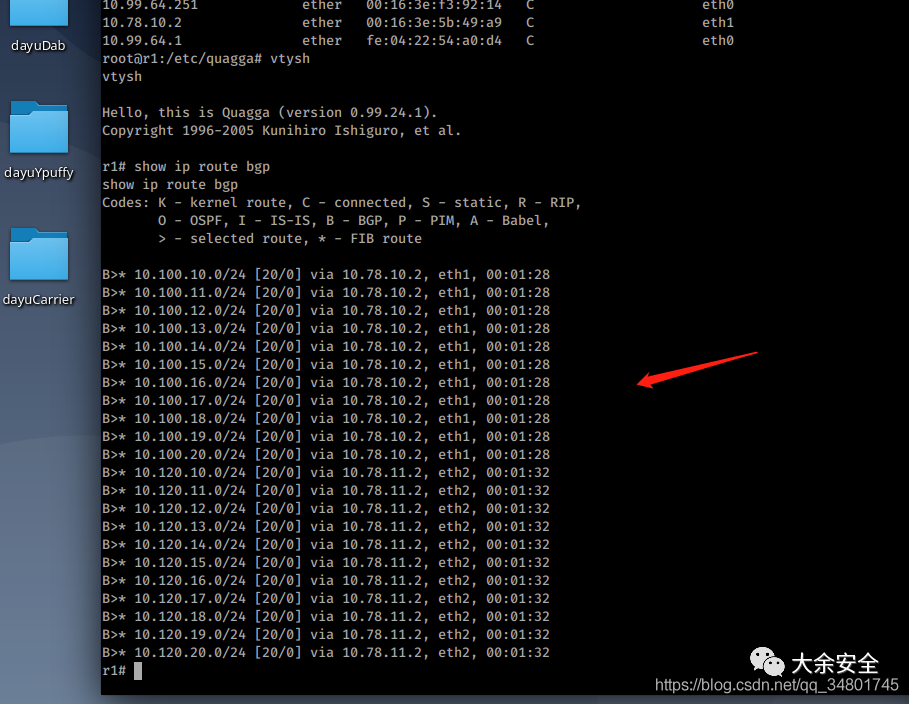 dayuDab
dayuYpuffy
dayuCarrier
10.99.64.251 ether 00:16:3e:f3:92:14 C eth0
10.78.10.2 ether 00:16:3e:5b:49:a9 C eth1
10.99.64.1 ether fe:04:22:54:a0:d4 C eth0
root@r1:/etc/quagga# vtysh
vtysh
Hello, this is Quagga (version 0.99.24.1).
Copyright 1996-2005 Kunihiro Ishiguro, et al.
r1# show ip route bgp
show ip route bgp
Codes: K - kernel route, C - connected, S - static, R - RIP,
O - OSPF, I - IS-IS, B - BGP, P - PIM, A - Babel,
> - selected route, * - FIB route
B>* 10.100.10.0/24 [20/0] via 10.78.10.2, eth1, 00:01:28
B>* 10.100.11.0/24 [20/0] via 10.78.10.2, eth1, 00:01:28
B>* 10.100.12.0/24 [20/0] via 10.78.10.2, eth1, 00:01:28
B>* 10.100.13.0/24 [20/0] via 10.78.10.2, eth1, 00:01:28
B>* 10.100.14.0/24 [20/0] via 10.78.10.2, eth1, 00:01:28
B>* 10.100.15.0/24 [20/0] via 10.78.10.2, eth1, 00:01:28
B>* 10.100.16.0/24 [20/0] via 10.78.10.2, eth1, 00:01:28
B>* 10.100.17.0/24 [20/0] via 10.78.10.2, eth1, 00:01:28
B>* 10.100.18.0/24 [20/0] via 10.78.10.2, eth1, 00:01:28
B>* 10.100.19.0/24 [20/0] via 10.78.10.2, eth1, 00:01:28
B>* 10.100.20.0/24 [20/0] via 10.78.10.2, eth1, 00:01:28
B>* 10.120.10.0/24 [20/0] via 10.78.11.2, eth2, 00:01:32
B>* 10.120.11.0/24 [20/0] via 10.78.11.2, eth2, 00:01:32
B>* 10.120.12.0/24 [20/0] via 10.78.11.2, eth2, 00:01:32
B>* 10.120.13.0/24 [20/0] via 10.78.11.2, eth2, 00:01:32
B>* 10.120.14.0/24 [20/0] via 10.78.11.2, eth2, 00:01:32
B>* 10.120.15.0/24 [20/0] via 10.78.11.2, eth2, 00:01:32
B>* 10.120.16.0/24 [20/0] via 10.78.11.2, eth2, 00:01:32
B>* 10.120.17.0/24 [20/0] via 10.78.11.2, eth2, 00:01:32
B>* 10.120.18.0/24 [20/0] via 10.78.11.2, eth2, 00:01:32
B>* 10.120.19.0/24 [20/0] via 10.78.11.2, eth2, 00:01:32
B>* 10.120.20.0/24 [20/0] via 10.78.11.2, eth2, 00:01:32
r1#
大余安全
https://blog.csdn.net/qq_34801745